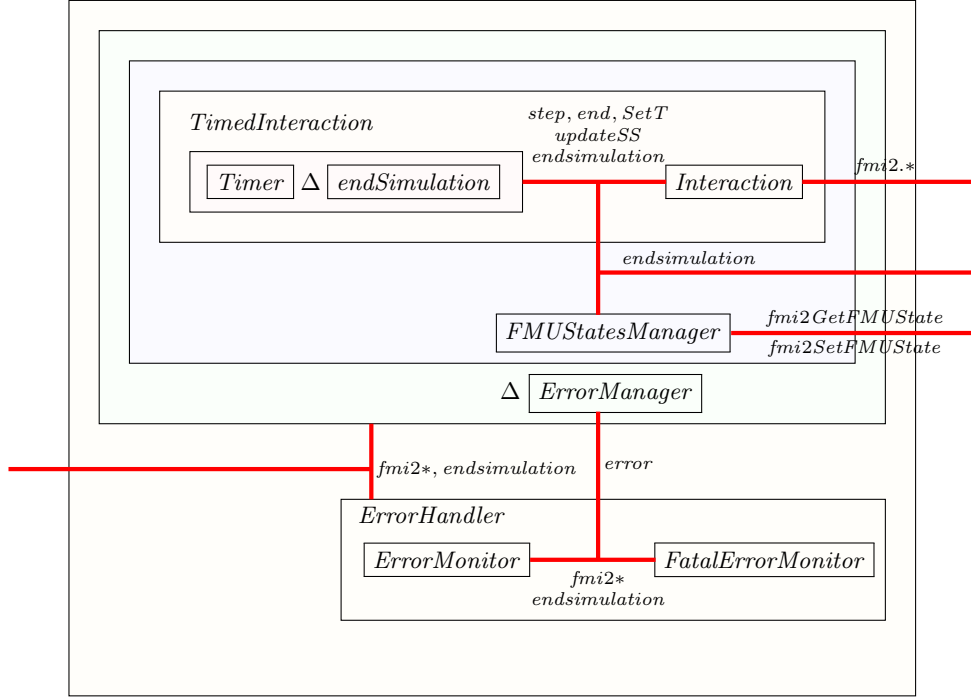 step, end, SetT
TimedInteraction
updateSS
endsimulation
Timer Δ endSimulation
Interaction
fmi2.*
endsimulation
fmi2GetFMUState
FMUStatesManager
fmi2SetFMUState
Δ ErrorManager
fmi2*, endsimulation
error
ErrorHandler
ErrorMonitor
FatalErrorMonitor
fmi2*
endsimulation